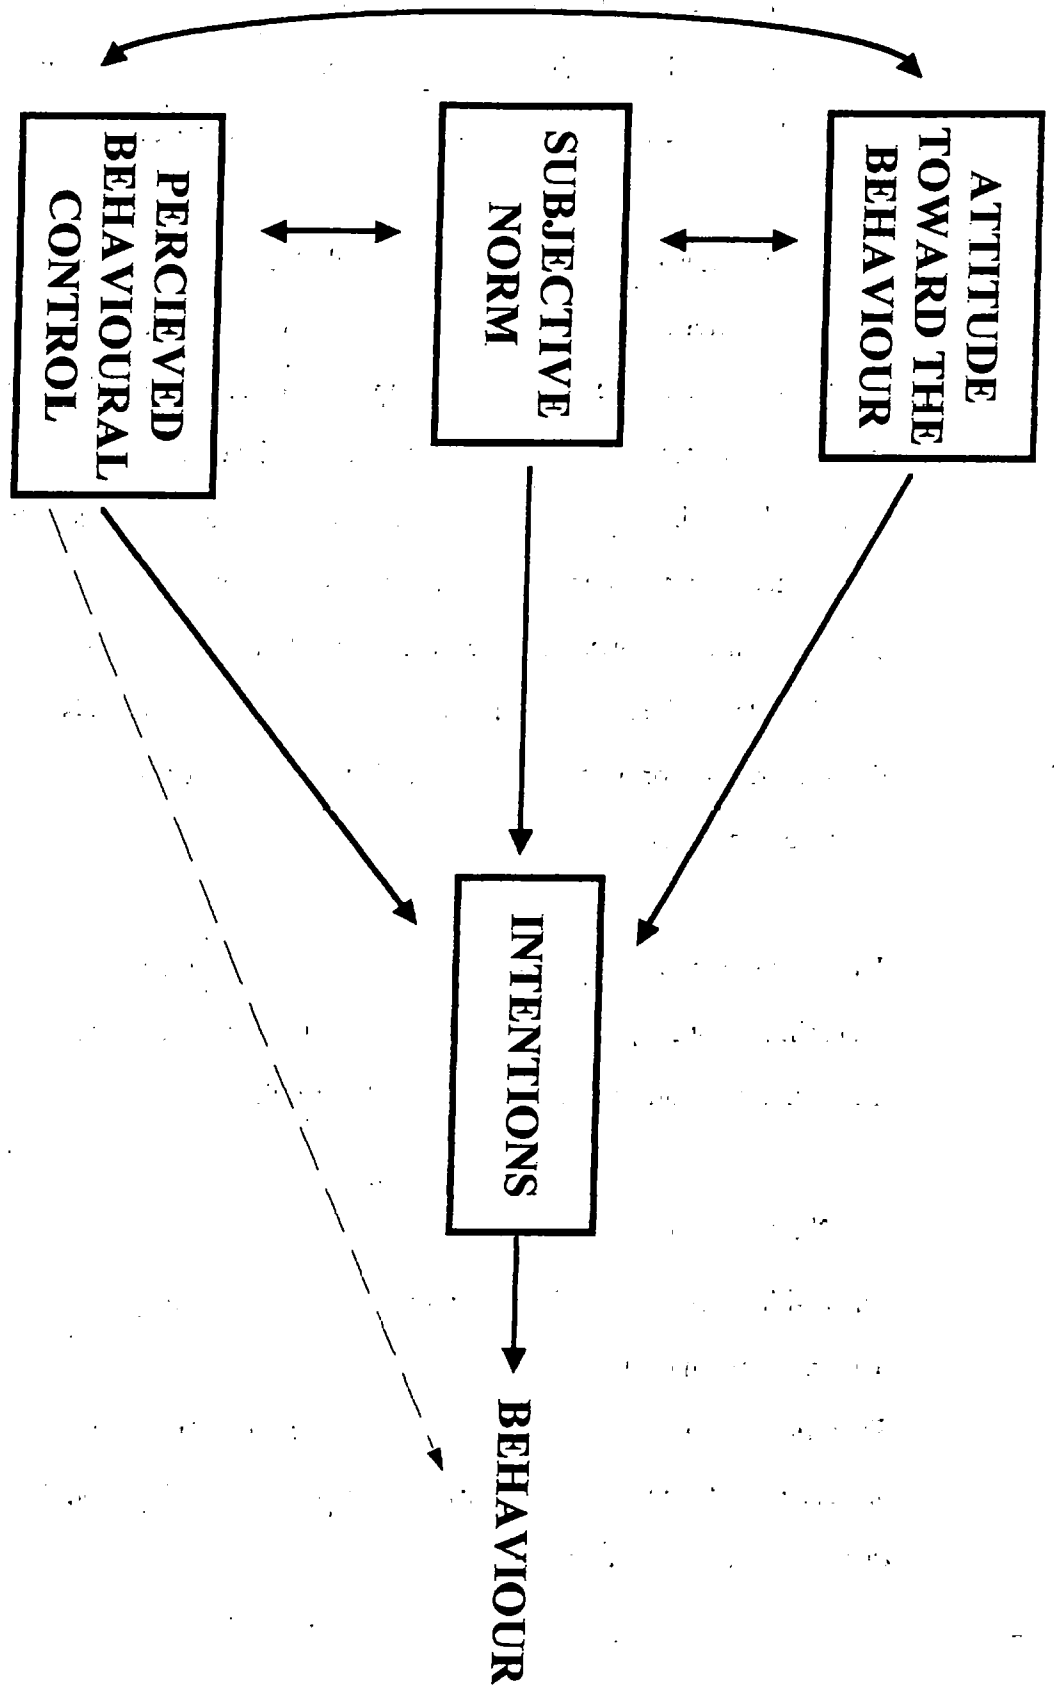 ATTITUDE
TOWARD THE
BEHAVIOUR
SUBJECTIVE
NORM
PERCIEVED
BEHAVIOURAL
CONTROL
INTENTIONS
BEHAVIOUR